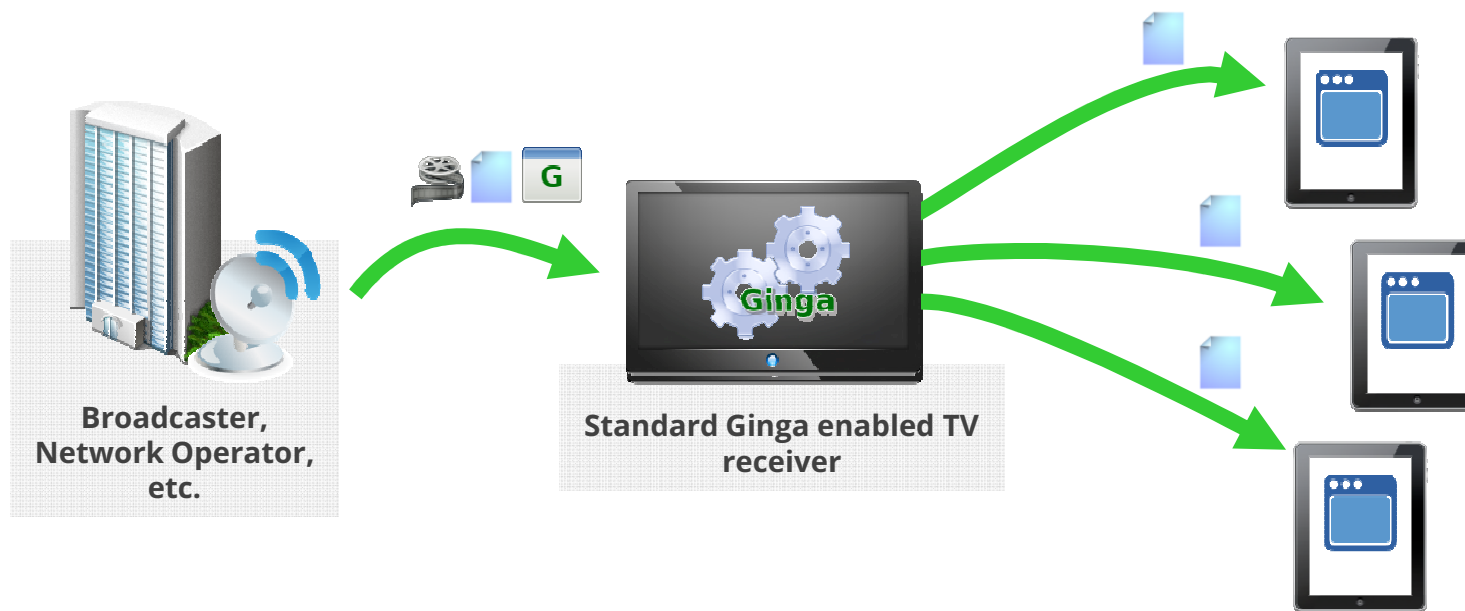 G
Ginga
Broadcaster,
Network Operator,
etc.
Standard Ginga enabled TV
receiver